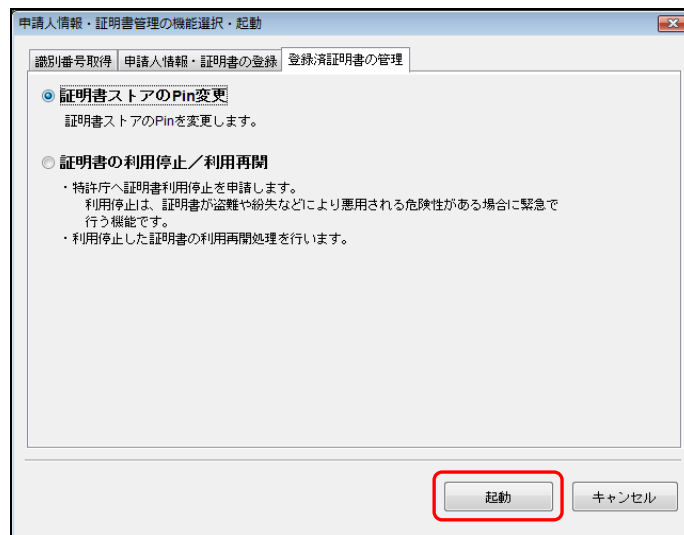 申請人情報・証明書管理の機能選択・起動
識別番号取得 申請人情報・証明書の登録 登録済証明書の管理
証明書ストアのPin変更
証明書ストアのPinを変更します。
証明書の利用停止／利用再開
・特許庁へ証明書利用停止を申請します。
利用停止は、証明書が盗難や紛失などにより悪用される危険性がある場合に緊急で
行う機能です。
・利用停止した証明書の利用再開処理を行います。
起動 キャンセル